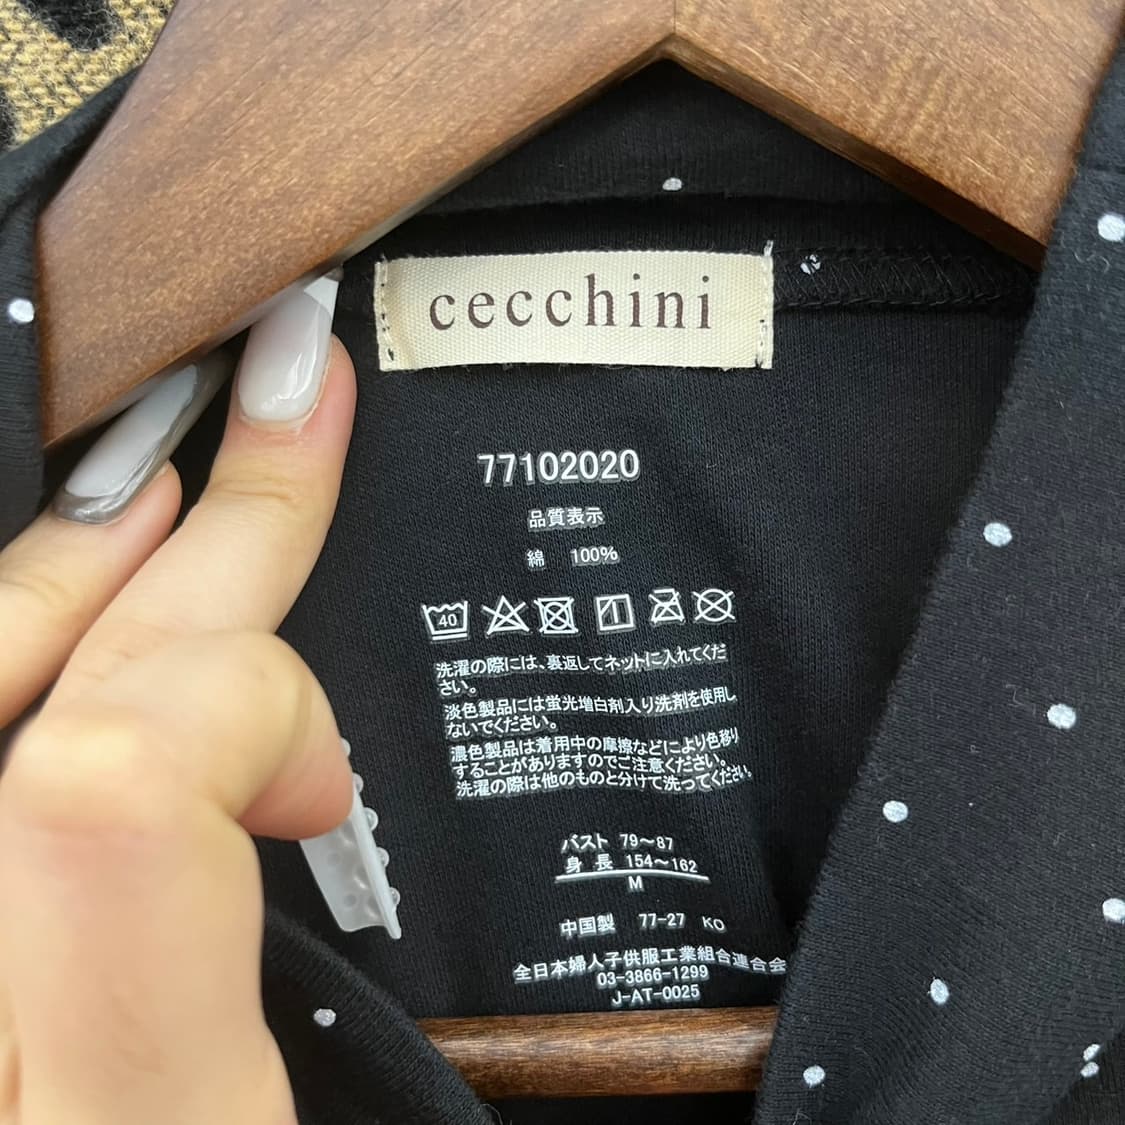 cecchini
77102020
品質表示
綿 100%
40
洗濯の際には、裏返してネットに入れてくだ
さい。
淡色製品には蛍光増白剤入り洗剤を使用し
ないでください。
濃色製品は着用中の摩擦などにより色移り
することがありますのでご注意ください。
洗濯の際は他のものと分けて洗ってください。
バスト 79～87
身長 154～162
M
中国製 77-27 KO
全日本婦人子供服工業組合連合会
03-3866-1299
J-AT-0025